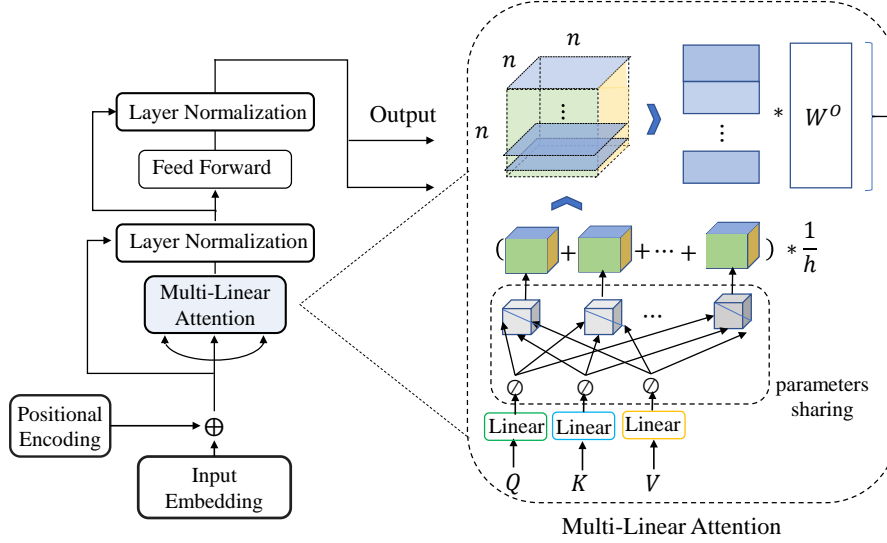 Layer Normalization
Feed Forward
Layer Normalization
Multi-Linear
Attention
Positional
Encoding
⊕
Input
Embedding
Output
n
n
n
⋮
⋮
* W^O
( + + ⋯ + ) * 1/h
...
parameters
sharing
Linear Linear Linear
Q K V
Multi-Linear Attention